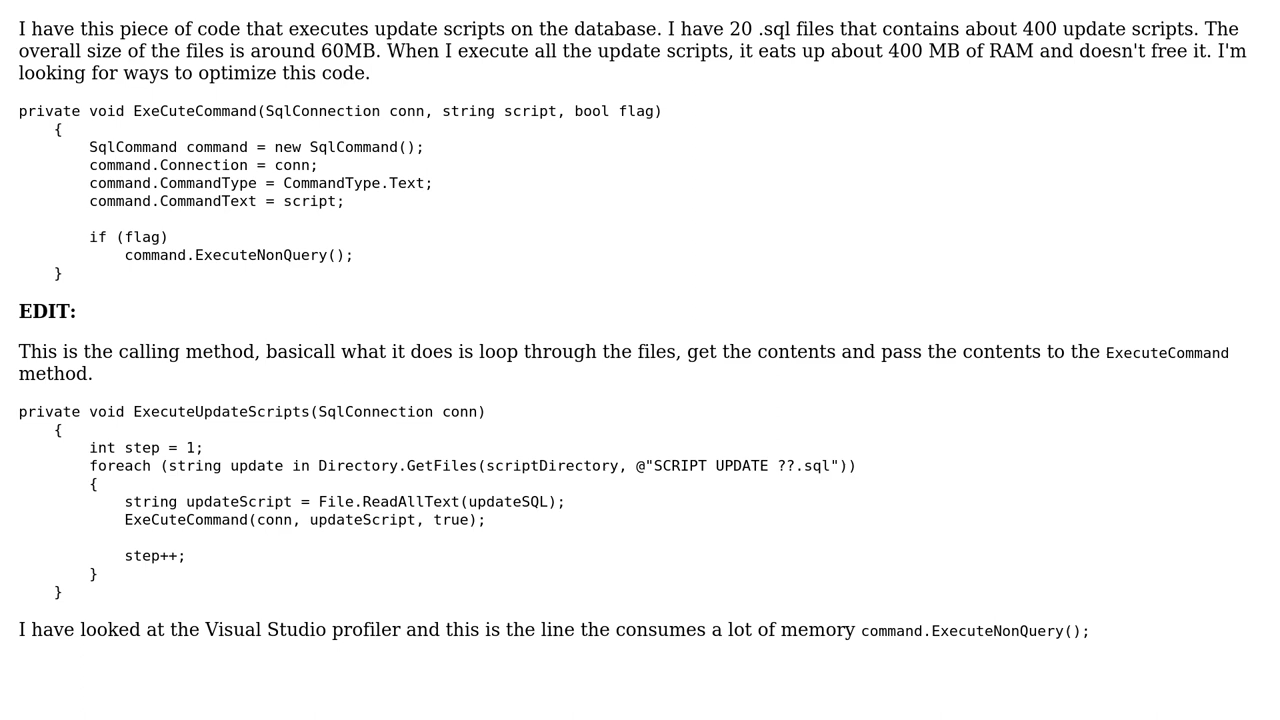 I have this piece of code that executes update scripts on the database. I have 20 .sql files that contains about 400 update scripts. The
overall size of the files is around 60MB. When I execute all the update scripts, it eats up about 400 MB of RAM and doesn't free it. I'm
looking for ways to optimize this code.
private void ExeCuteCommand(SqlConnection conn, string script, bool flag)
    {
        SqlCommand command = new SqlCommand();
        command.Connection = conn;
        command.CommandType = CommandType.Text;
        command.CommandText = script;

        if (flag)
            command.ExecuteNonQuery();
    }
EDIT:
This is the calling method, basicall what it does is loop through the files, get the contents and pass the contents to the ExecuteCommand
method.
private void ExecuteUpdateScripts(SqlConnection conn)
    {
        int step = 1;
        foreach (string update in Directory.GetFiles(scriptDirectory, @"SCRIPT UPDATE ??.sql"))
        {
            string updateScript = File.ReadAllText(updateSQL);
            ExeCuteCommand(conn, updateScript, true);

            step++;
        }
    }
I have looked at the Visual Studio profiler and this is the line the consumes a lot of memory command.ExecuteNonQuery();